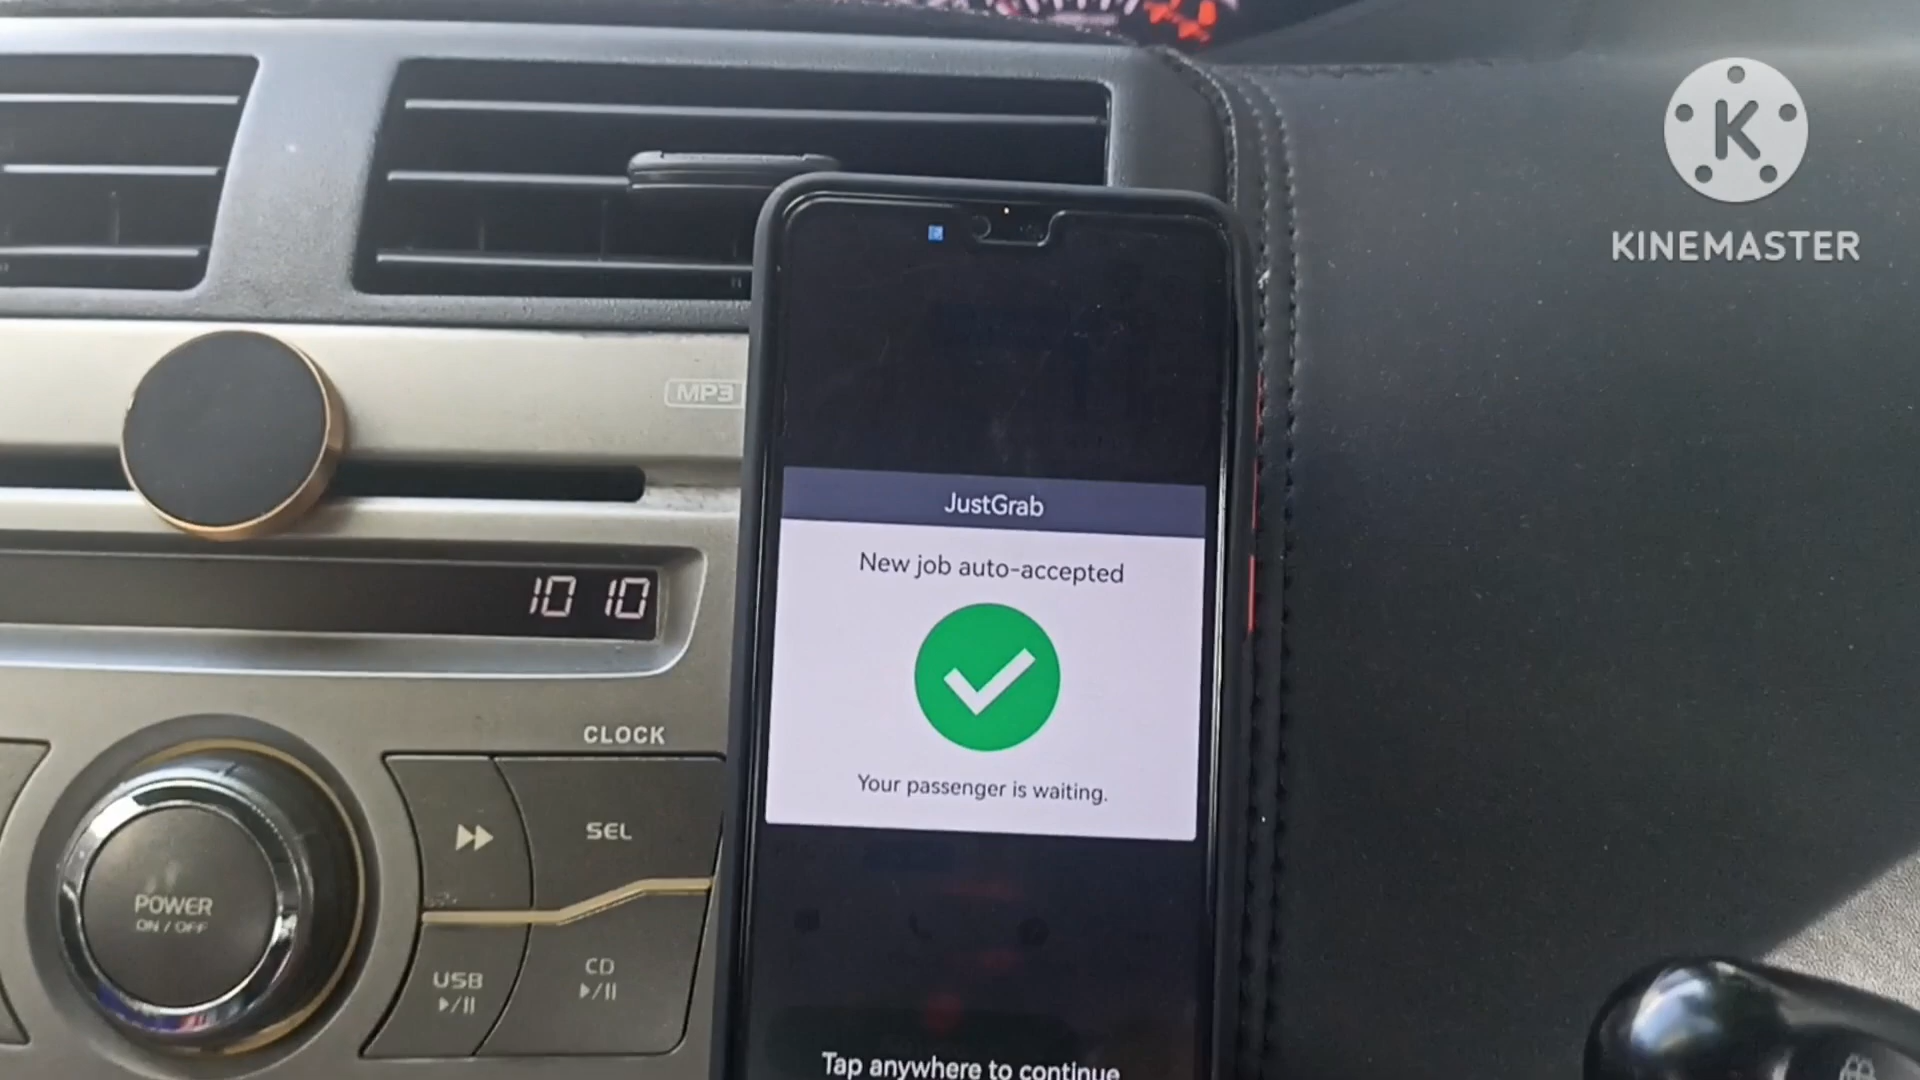 K
KINEMASTER
MP3
JustGrab
New job auto-accepted
10 10
CLOCK
Your passenger is waiting.
SEL
POWER
ON / OFF
USB
CD
Tap anywhere to continue